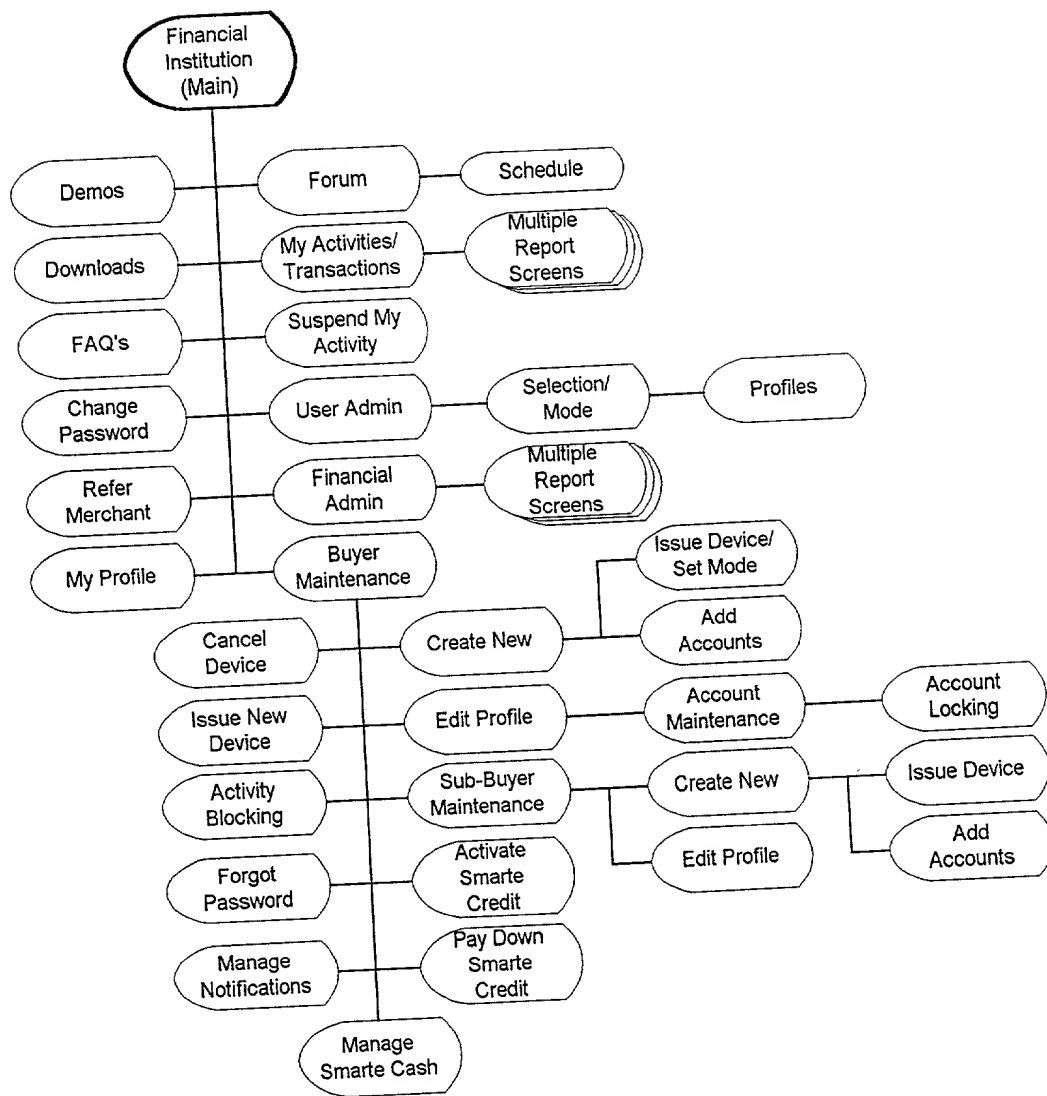 Financial
Institution
(Main)
Demos
Forum
Schedule
Downloads
My Activities/
Transactions
Multiple
Report
Screens
FAQ's
Suspend My
Activity
Change
Password
User Admin
Selection/
Mode
Profiles
Refer
Merchant
Financial
Admin
Multiple
Report
Screens
My Profile
Buyer
Maintenance
Issue Device/
Set Mode
Cancel
Device
Create New
Add
Accounts
Issue New
Device
Edit Profile
Account
Maintenance
Account
Locking
Activity
Blocking
Sub-Buyer
Maintenance
Create New
Issue Device
Edit Profile
Add
Accounts
Forgot
Password
Activate
Smarte
Credit
Manage
Notifications
Pay Down
Smarte
Credit
Manage
Smarte Cash